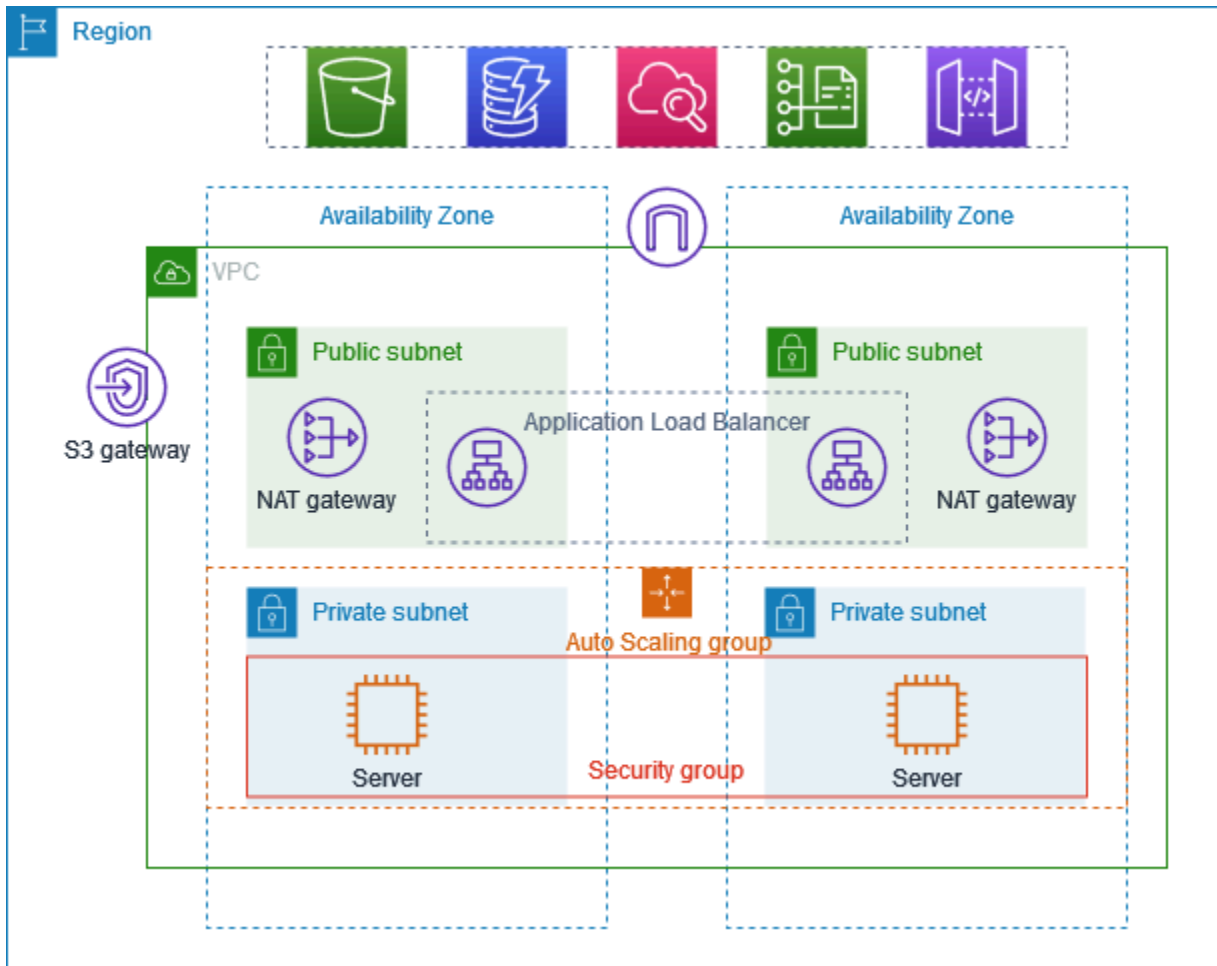 Region
Availability Zone
Availability Zone
VPC
Public subnet
Public subnet
Application Load Balancer
S3 gateway
NAT gateway
NAT gateway
Private subnet
Private subnet
Auto Scaling group
Security group
Server
Server